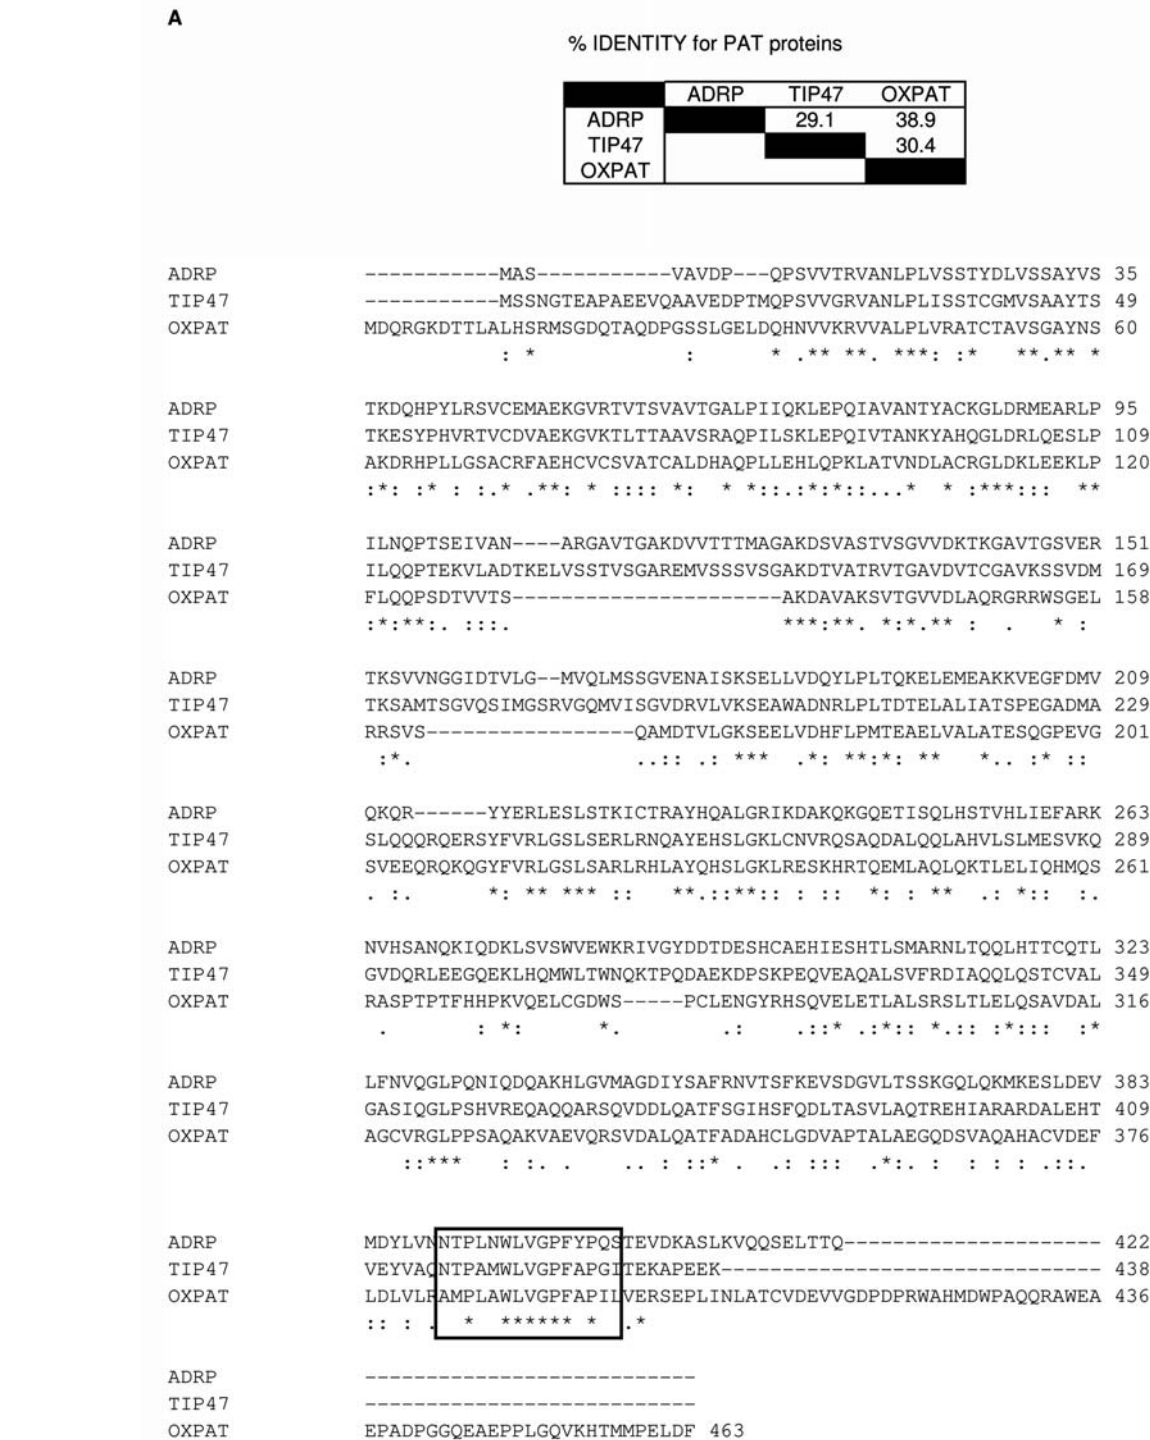 A
% IDENTITY for PAT proteins
ADRP TIP47 OXPAT
ADRP 29.1 38.9
TIP47 30.4
OXPAT
ADRP -----------MAS-----------VAVDP---QPSVVTRVANLPLVSSTYDLVSSAYVS 35
TIP47 -----------MSSNGTEAPAEEVQAAVEDPTMQPSVVGRVANLPLISSTCGMVSAAYTS 49
OXPAT MDQRGKDTTLALHSRMSGDQTAQDPGSSLGELDQHNVVKRVVALPLVRATCTAVSGAYNS 60
: * : * .** **. ***: :* **.** *
ADRP TKDQHPYLRSVCEMAEKGVRTVTSVAVTGALPIIQKLEPQIAVANTYACKGLDRMEARLP 95
TIP47 TKESYPHVRTVCDVAEKGVKTLTTAAVSRAQPILSKLEPQIVTANKYAHQGLDRLQESLP 109
OXPAT AKDRHPLLGSACRFAEHCVCSVATCALDHAQPLLEHLQPKLATVNDLACRGLDKLEEKLP 120
:*: :* : :.* .**: * :::: *: * *::.:*:*::...* * :***::: **
ADRP ILNQPTSEIVAN----ARGAVTGAKDVVTTTMAGAKDSVASTVSGVVDKTKGAVTGSVER 151
TIP47 ILQQPTEKVLADTKELVSSTVSGAREMVSSSVSGAKDTVATRVTGAVDVTCGAVKSSVDM 169
OXPAT FLQQPSDTVVTS----------------------AKDAVAKSVTGVVDLAQRGRRWSGEL 158
:*:**:. :::. ***:**. *:*.** : . * :
ADRP TKSVVNGGIDTVLG--MVQLMSSGVENAISKSELLVDQYLPLTQKELEMEAKKVEGFDMV 209
TIP47 TKSAMTSGVQSIMGSRVGQMVISGVDRVLVKSEAWADNRLPLTDTELALIATSPEGADMA 229
OXPAT RRSVS-----------------QAMDTVLGKSEELVDHFLPMTEAELVALATESQGPEVG 201
:*. ..:: .: *** .*: **:*: ** *.. :* ::
ADRP QKQR------YYERLESLSTKICTRAYHQALGRIKDAKQKGQETISQLHSTVHLIEFARK 263
TIP47 SLQQQRQERSYFVRLGSLSERLRNQAYEHSLGKLCNVRQSAQDALQQLAHVLSLMESVKQ 289
OXPAT SVEEQRQKQGYFVRLGSLSARLRHLAYQHSLGKLRESKHRTQEMLAQLQKTLELIQHMQS 261
. :. *: ** *** :: **.::**:: : :: *: : ** .: *:: :.
ADRP NVHSANQKIQDKLSVSWVEWKRIVGYDDTDESHCAEHIESHTLSMARNLTQQLHTTCQTL 323
TIP47 GVDQRLEEGQEKLHQMWLTWNQKTPQDAEKDPSKPEQVEAQALSVFRDIAQQLQSTCVAL 349
OXPAT RASPTPTFHHPKVQELCGDWS-----PCLENGYRHSQVELETLALSRSLTLELQSAVDAL 316
. : *: *. .: .::* .:*:: *.:: :*::: :*
ADRP LFNVQGLPQNIQDQAKHLGVMAGDIYSAFRNVTSFKEVSDGVLTSSKGQLQKMKESLDEV 383
TIP47 GASIQGLPSHVREQAQQARSQVDDLQATFSGIHSFQDLTASVLAQTREHIARARDALEHT 409
OXPAT AGCVRGLPPSAQAKVAEVQRSVDALQATFADAHCLGDVAPTALAEGQDSVAQAHACVDEF 376
::*** : :. . .. : ::* . .: ::: .*:. : : : : .::.
ADRP MDYLVNNTPLNWLVGPFYPQSTEVDKASLKVQQSELTTQ--------------------- 422
TIP47 VEYVAQNTPAMWLVGPFAPGITEKAPEEK------------------------------- 438
OXPAT LDLVLRAMPLAWLVGPFAPILVERSEPLINLATCVDEVVGDPDPRWAHMDWPAQQRAWEA 436
:: : . * ****** * .*
ADRP ---------------------------
TIP47 ---------------------------
OXPAT EPADPGGQEAEPPLGQVKHTMMPELDF 463